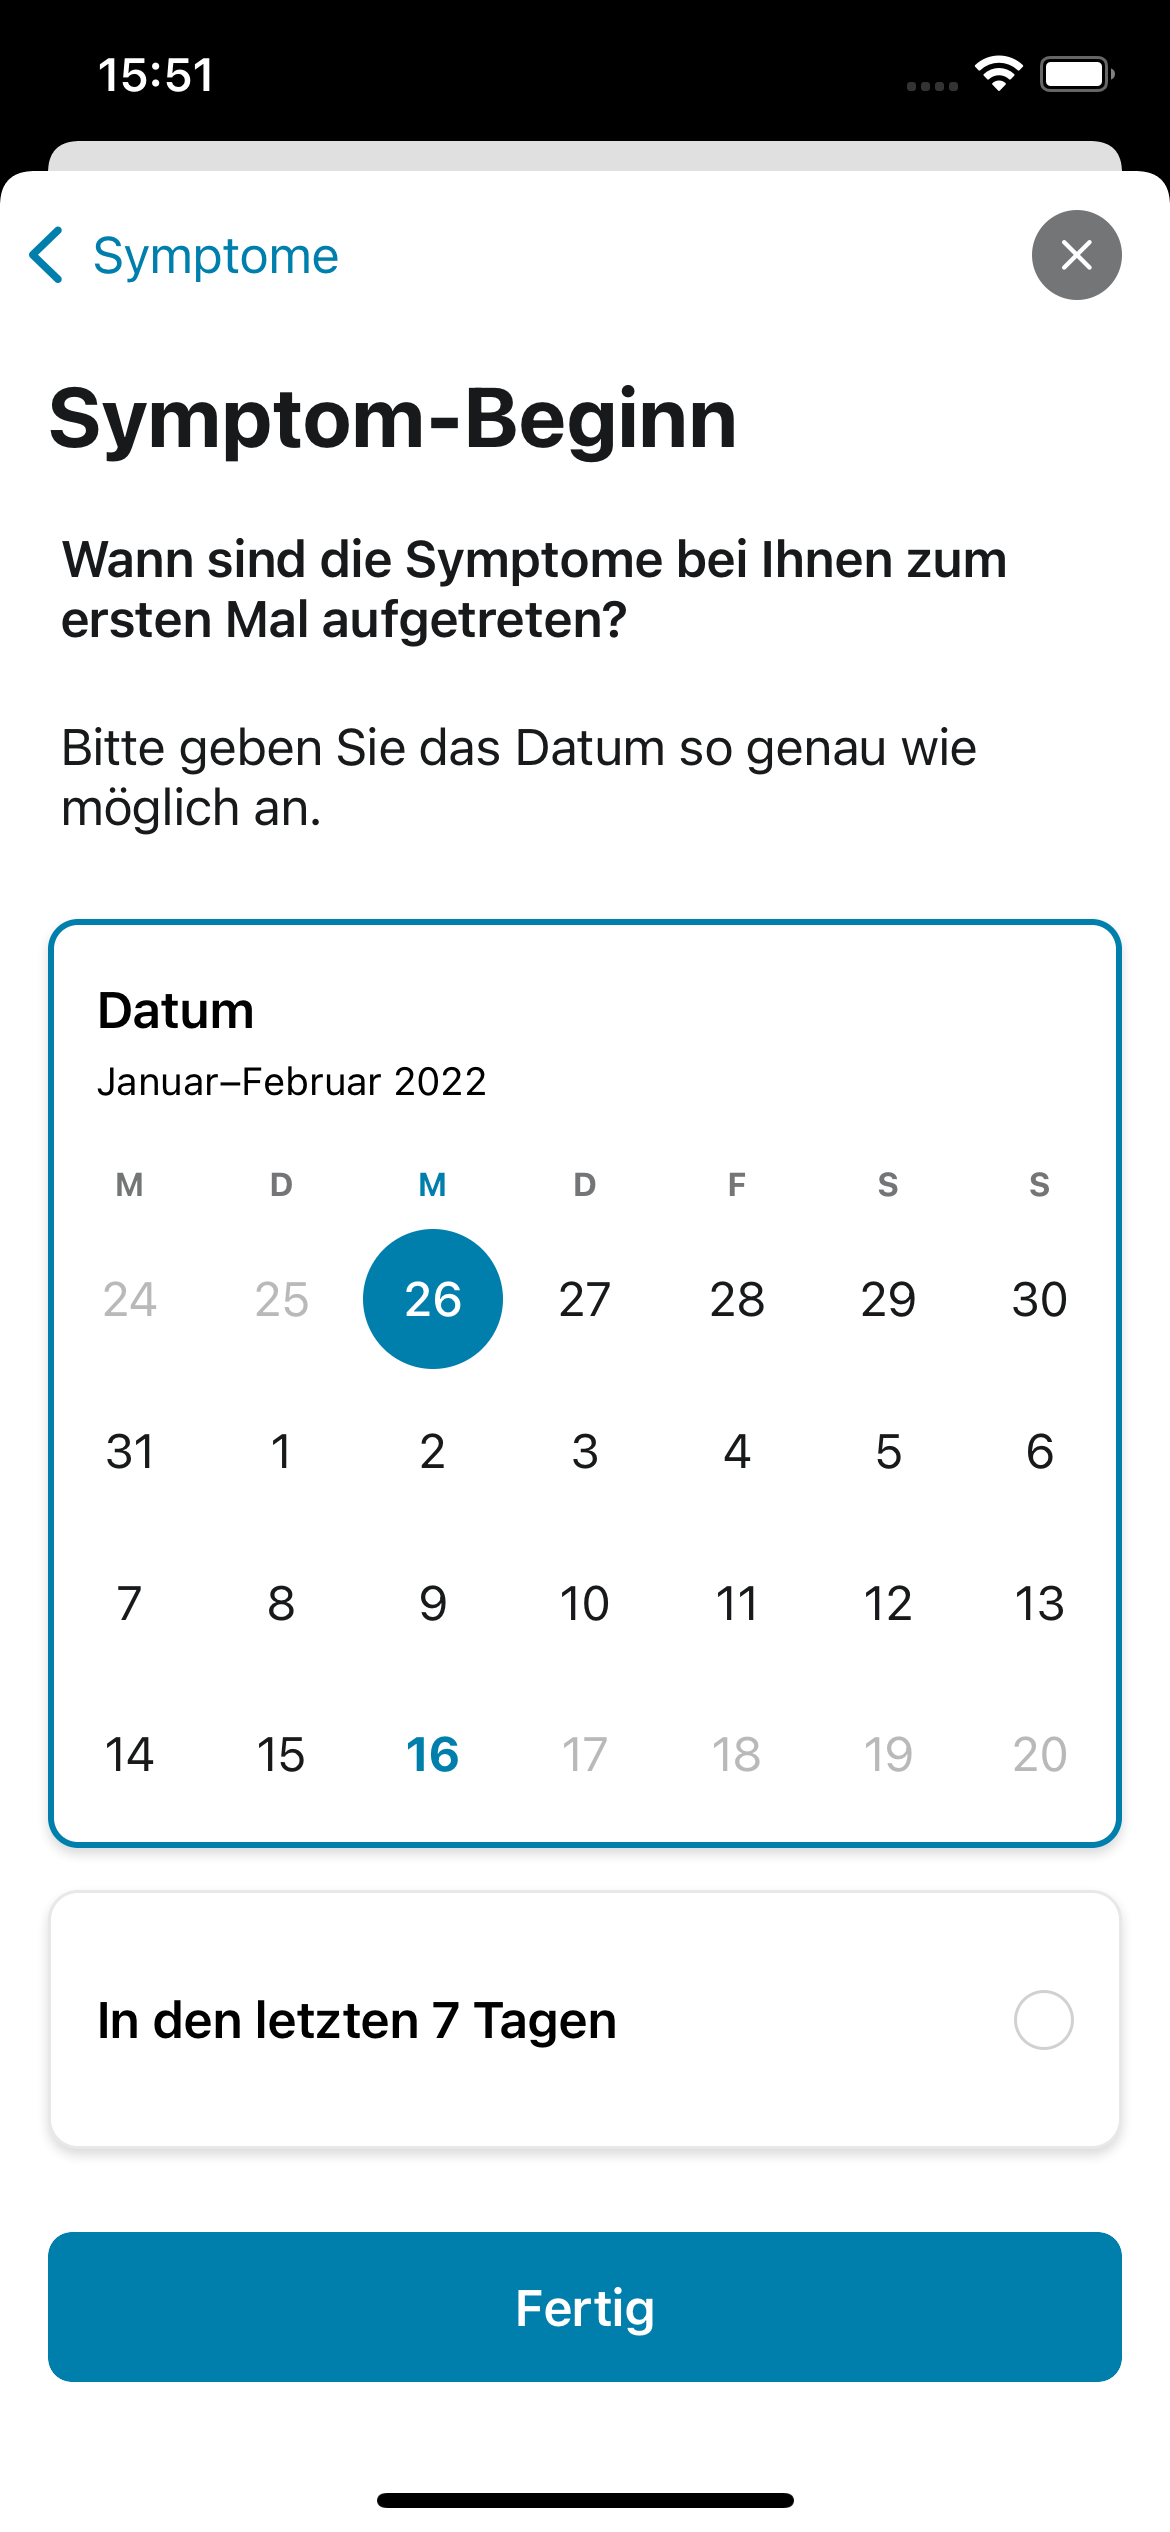 15:51
Symptome
Symptom-Beginn
Wann sind die Symptome bei Ihnen zum
ersten Mal aufgetreten?
Bitte geben Sie das Datum so genau wie
möglich an.
Datum
Januar–Februar 2022
M D M D F S S
24 25 26 27 28 29 30
31 1 2 3 4 5 6
7 8 9 10 11 12 13
14 15 16 17 18 19 20
In den letzten 7 Tagen
Fertig